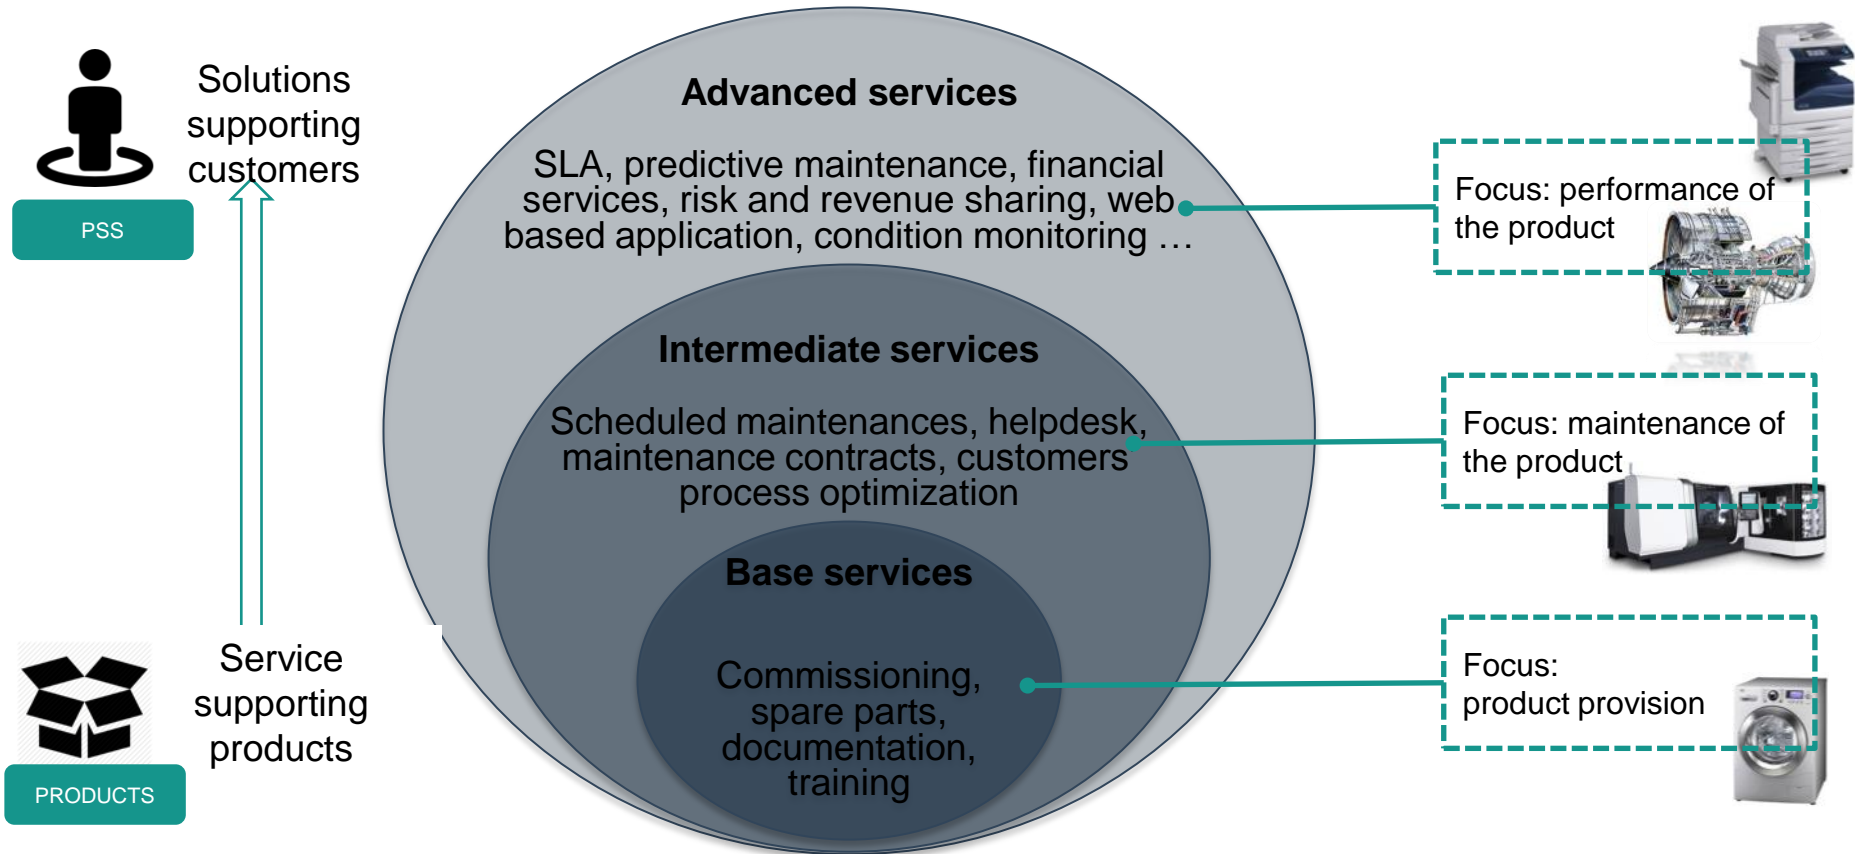 Solutions
supporting
customers
PSS
Service
supporting
products
PRODUCTS
Advanced services
SLA, predictive maintenance, financial
services, risk and revenue sharing, web
based application, condition monitoring …
Intermediate services
Scheduled maintenances, helpdesk,
maintenance contracts, customers
process optimization
Base services
Commissioning,
spare parts,
documentation,
training
Focus: performance of
the product
Focus: maintenance of
the product
Focus:
product provision